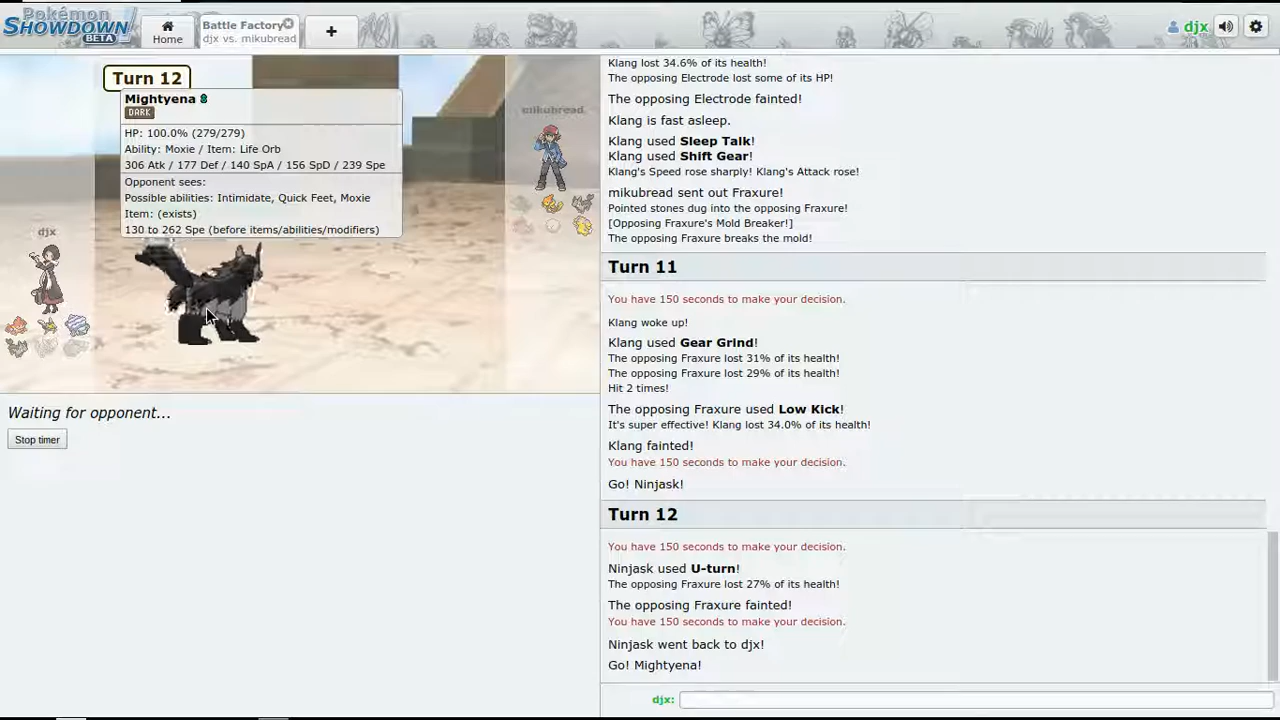 Pokémon
SHOWDOWN
BETA
Home
Battle Factory
djx vs. mikubread
+
djx
Turn 12
Mightyena
DARK
HP: 100.0% (279/279)
Ability: Moxie / Item: Life Orb
306 Atk / 177 Def / 140 SpA / 156 SpD / 239 Spe
Opponent sees:
Possible abilities: Intimidate, Quick Feet, Moxie
Item: (exists)
130 to 262 Spe (before items/abilities/modifiers)
mikubread
djx
Waiting for opponent...
Stop timer
Klang lost 34.6% of its health!
The opposing Electrode lost some of its HP!
The opposing Electrode fainted!
Klang is fast asleep.
Klang used Sleep Talk!
Klang used Shift Gear!
Klang's Speed rose sharply! Klang's Attack rose!
mikubread sent out Fraxure!
Pointed stones dug into the opposing Fraxure!
[Opposing Fraxure's Mold Breaker!]
The opposing Fraxure breaks the mold!
Turn 11
You have 150 seconds to make your decision.
Klang woke up!
Klang used Gear Grind!
The opposing Fraxure lost 31% of its health!
The opposing Fraxure lost 29% of its health!
Hit 2 times!
The opposing Fraxure used Low Kick!
It's super effective! Klang lost 34.0% of its health!
Klang fainted!
You have 150 seconds to make your decision.
Go! Ninjask!
Turn 12
You have 150 seconds to make your decision.
Ninjask used U-turn!
The opposing Fraxure lost 27% of its health!
The opposing Fraxure fainted!
You have 150 seconds to make your decision.
Ninjask went back to djx!
Go! Mightyena!
djx: